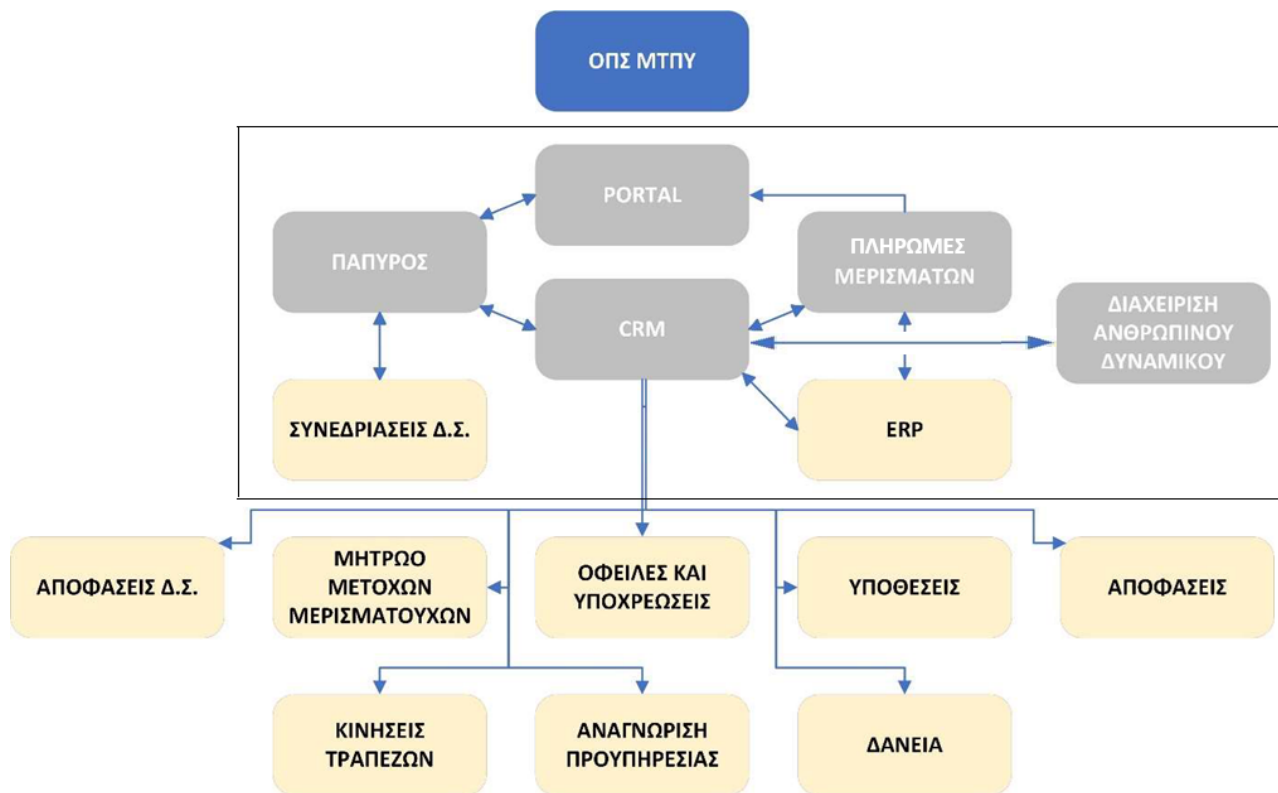 ΟΠΣ ΜΤΠΥ
PORTAL
ΠΑΠΥΡΟΣ
ΠΛΗΡΩΜΕΣ
ΜΕΡΙΣΜΑΤΩΝ
CRM
ΔΙΑΧΕΙΡΙΣΗ
ΑΝΘΡΩΠΙΝΟΥ
ΔΥΝΑΜΙΚΟΥ
ΣΥΝΕΔΡΙΑΣΕΙΣ Δ.Σ.
ERP
ΑΠΟΦΑΣΕΙΣ Δ.Σ.
ΜΗΤΡΩΟ
ΜΕΤΟΧΩΝ
ΜΕΡΙΣΜΑΤΟΥΧΩΝ
ΟΦΕΙΛΕΣ ΚΑΙ
ΥΠΟΧΡΕΩΣΕΙΣ
ΥΠΟΘΕΣΕΙΣ
ΑΠΟΦΑΣΕΙΣ
ΚΙΝΗΣΕΙΣ
ΤΡΑΠΕΖΩΝ
ΑΝΑΓΝΩΡΙΣΗ
ΠΡΟΥΠΗΡΕΣΙΑΣ
ΔΑΝΕΙΑ